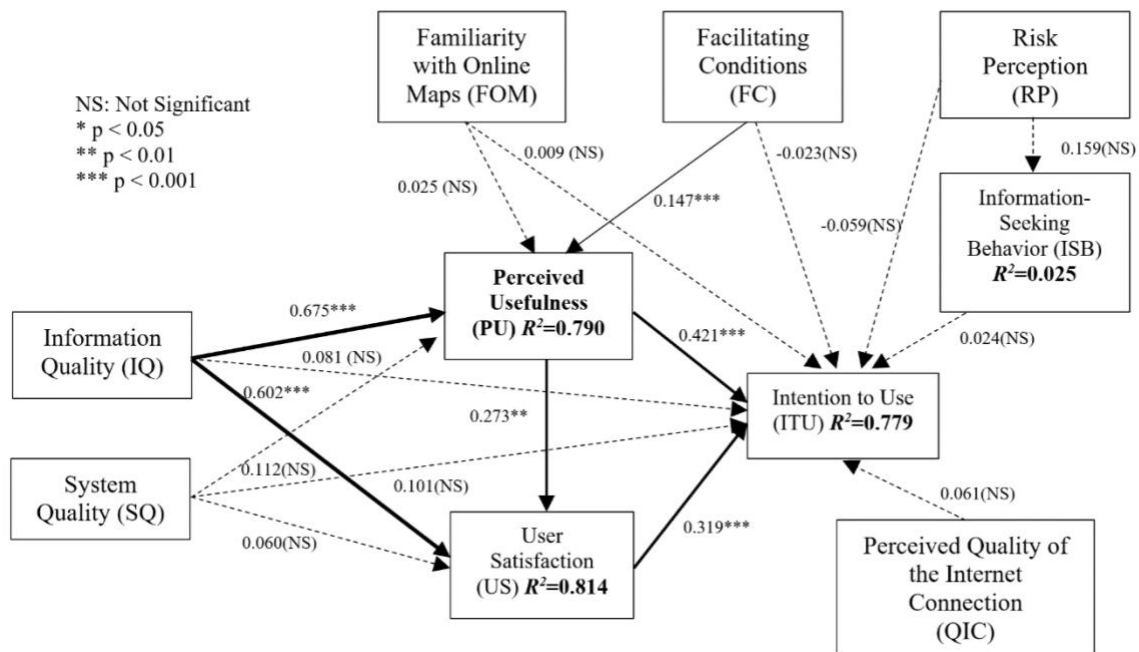 Familiarity
with Online
Maps (FOM)
Facilitating
Conditions
(FC)
Risk
Perception
(RP)
NS: Not Significant
* p < 0.05
** p < 0.01
*** p < 0.001
0.009 (NS)
-0.023(NS)
0.159(NS)
0.025 (NS)
0.147***
-0.059(NS)
Information-
Seeking
Behavior (ISB)
R²=0.025
Perceived
Usefulness
(PU) R²=0.790
0.675***
Information
Quality (IQ)
0.081 (NS)
0.602***
0.421***
0.024(NS)
0.273**
Intention to Use
(ITU) R²=0.779
System
Quality (SQ)
0.112(NS)
0.101(NS)
0.060(NS)
User
Satisfaction
(US) R²=0.814
0.319***
0.061(NS)
Perceived Quality of
the Internet
Connection
(QIC)